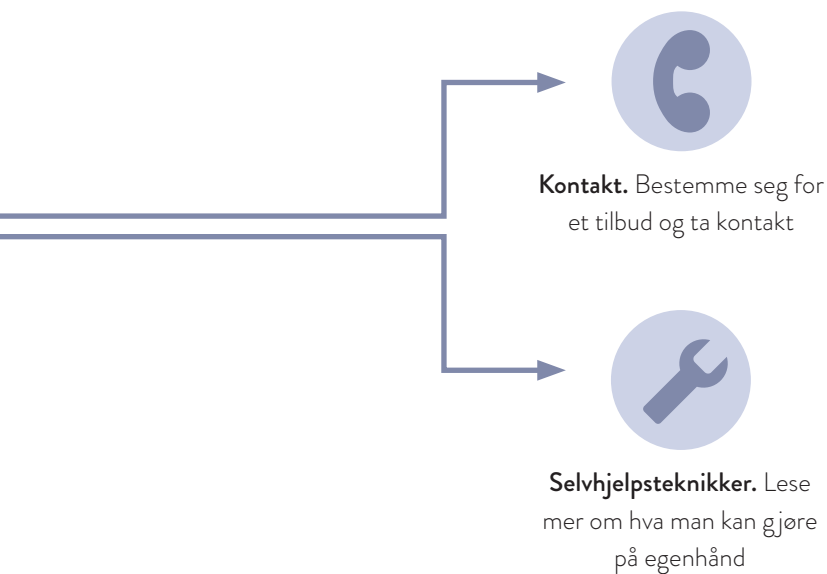 Kontakt. Bestemme seg for
et tilbud og ta kontakt
Selvhjelpsteknikker. Lese
mer om hva man kan gjøre
på egenhånd